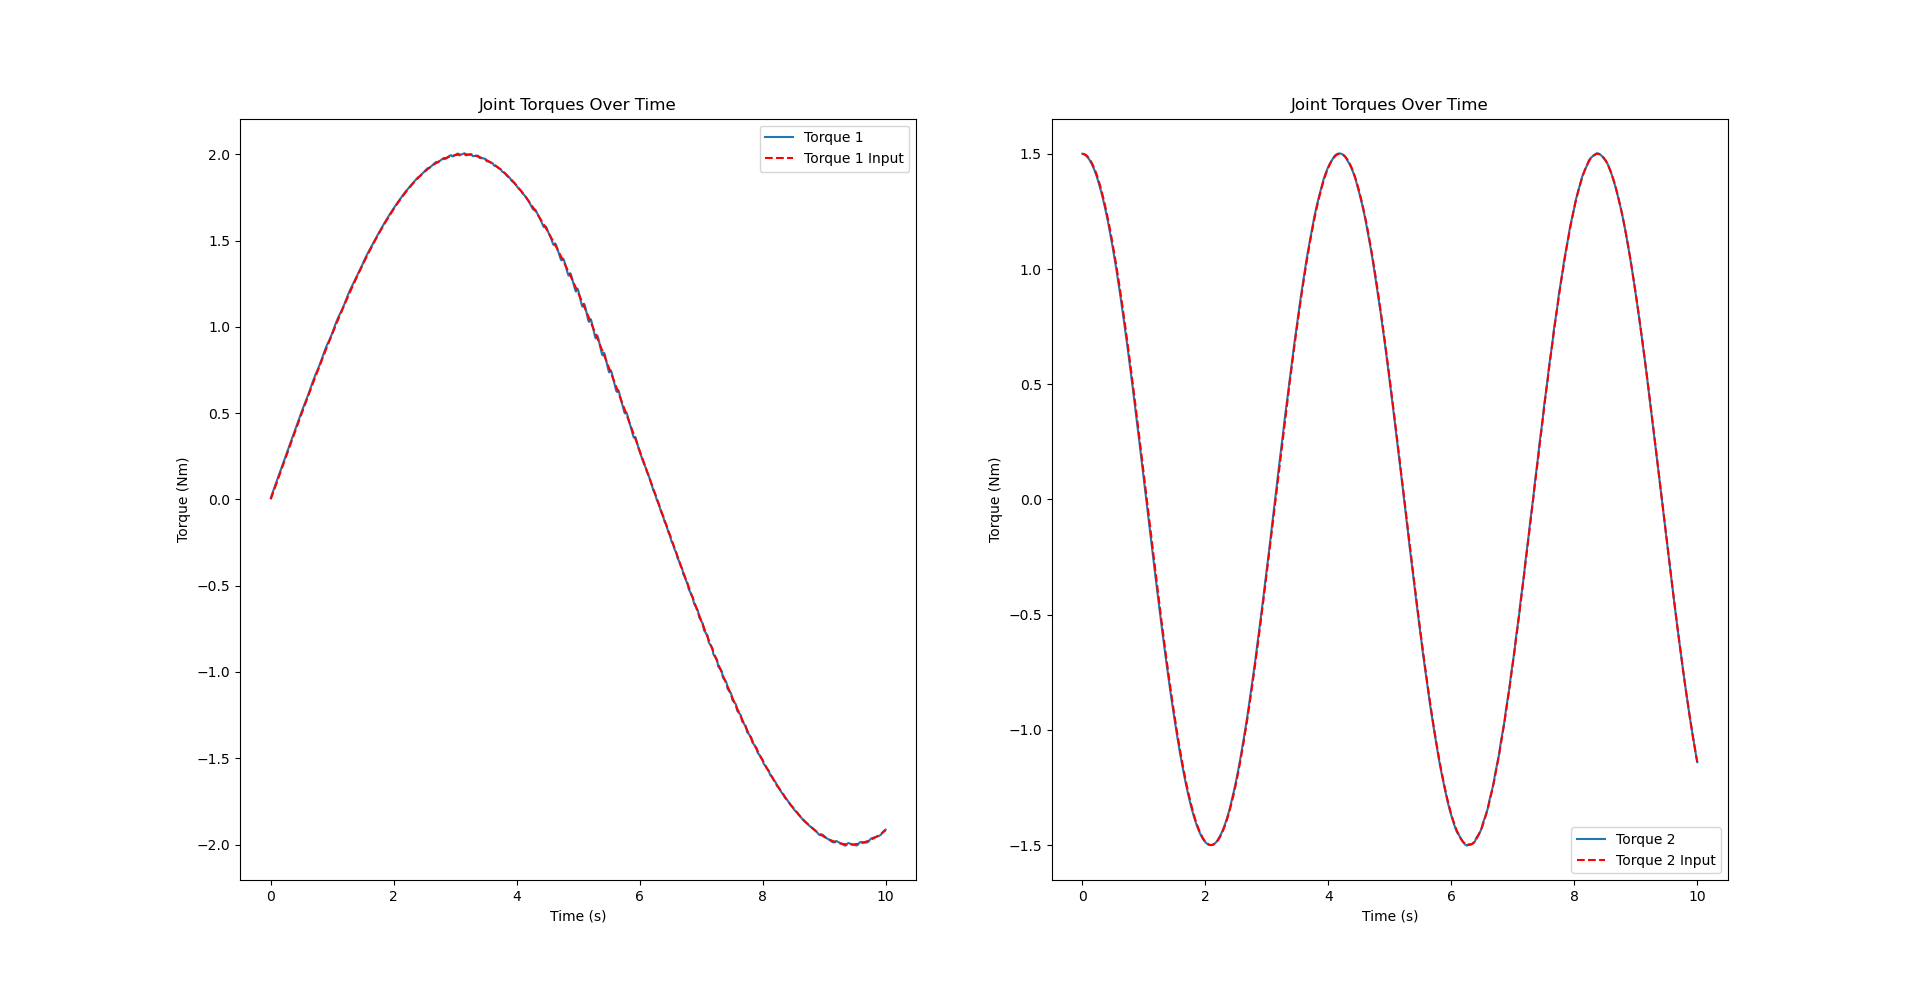 Joint Torques Over Time
Torque 1
Torque 1 Input
2.0
1.5
1.0
0.5
0.0
−0.5
−1.0
−1.5
−2.0
Torque (Nm)
0 2 4 6 8 10
Time (s)
Joint Torques Over Time
1.5
1.0
0.5
0.0
−0.5
−1.0
−1.5
Torque (Nm)
Torque 2
Torque 2 Input
0 2 4 6 8 10
Time (s)